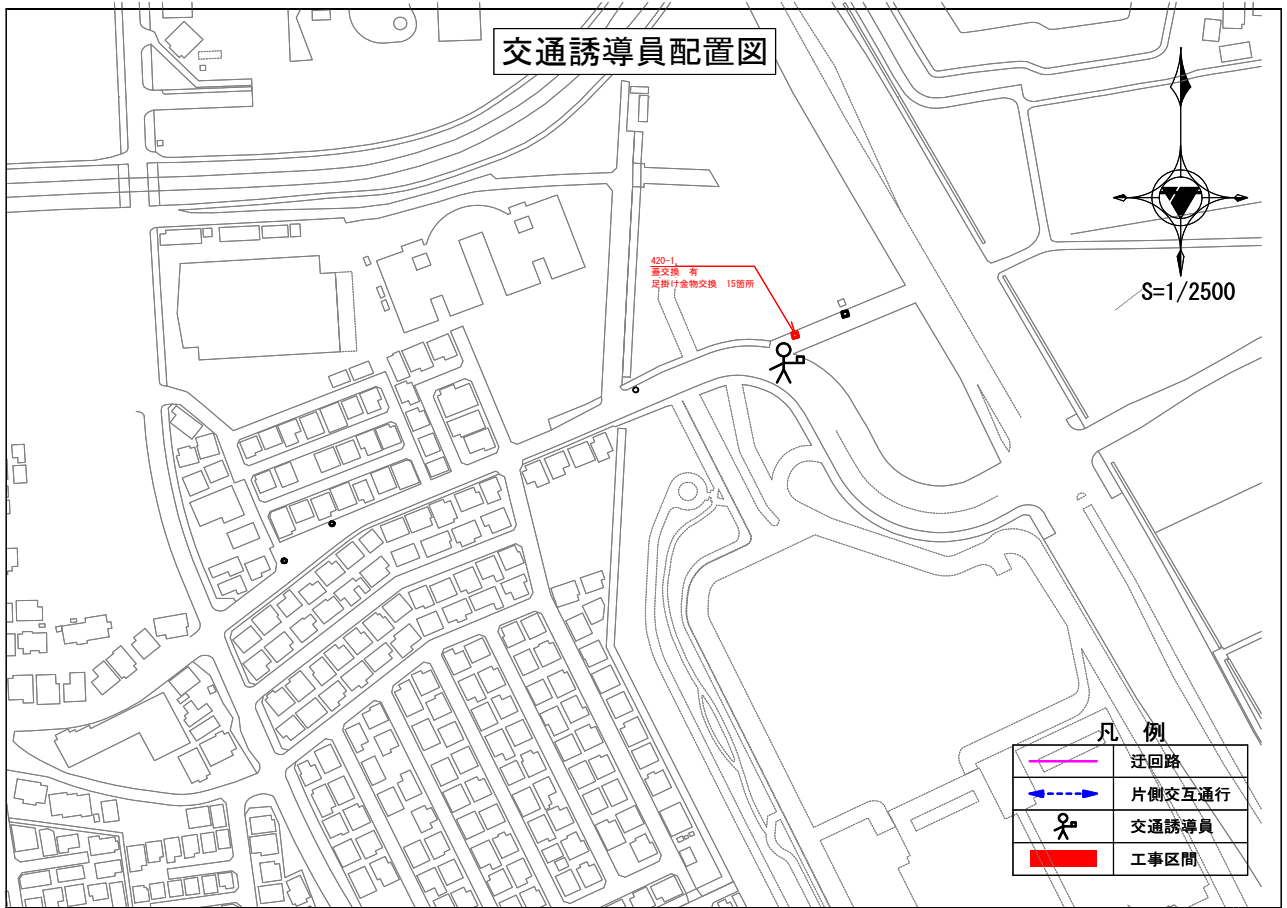 交通誘導員配置図
420-1
蓋交換 有
足掛け金物交換 15箇所
S=1/2500
凡 例
迂回路
片側交互通行
交通誘導員
工事区間